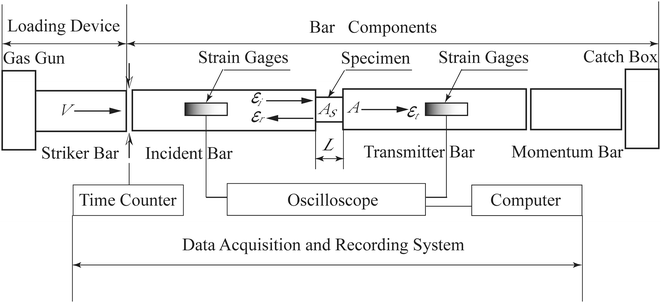 Loading Device
Bar Components
Gas Gun
Strain Gages
Specimen
Strain Gages
Catch Box
V
εi
εr
As
A
εt
Striker Bar
Incident Bar
L
Transmitter Bar
Momentum Bar
Time Counter
Oscilloscope
Computer
Data Acquisition and Recording System